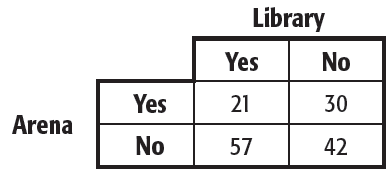 Library
Yes No
Arena Yes 21 30
No 57 42